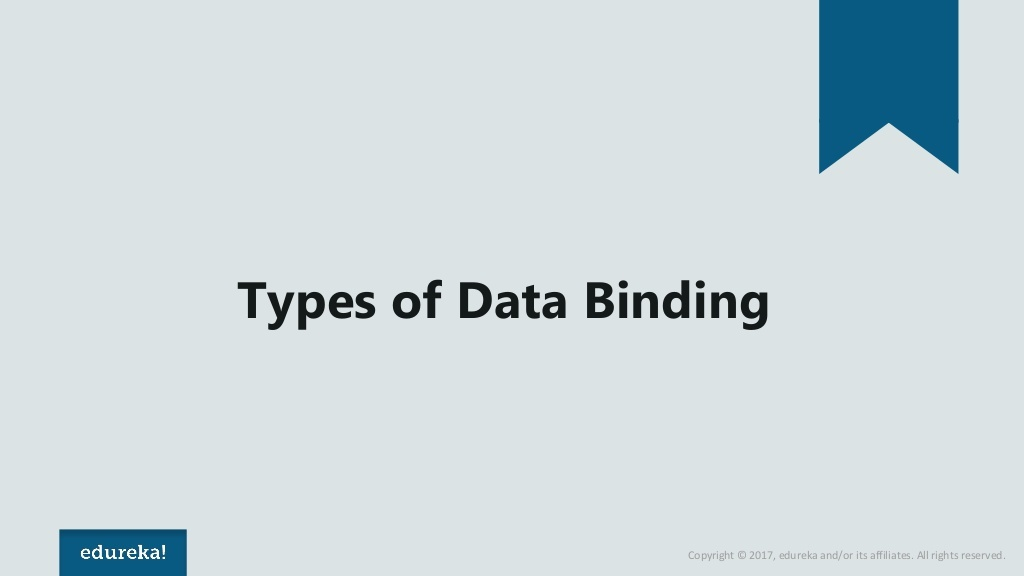 Types of Data Binding
edureka!
Copyright © 2017, edureka and/or its affiliates. All rights reserved.